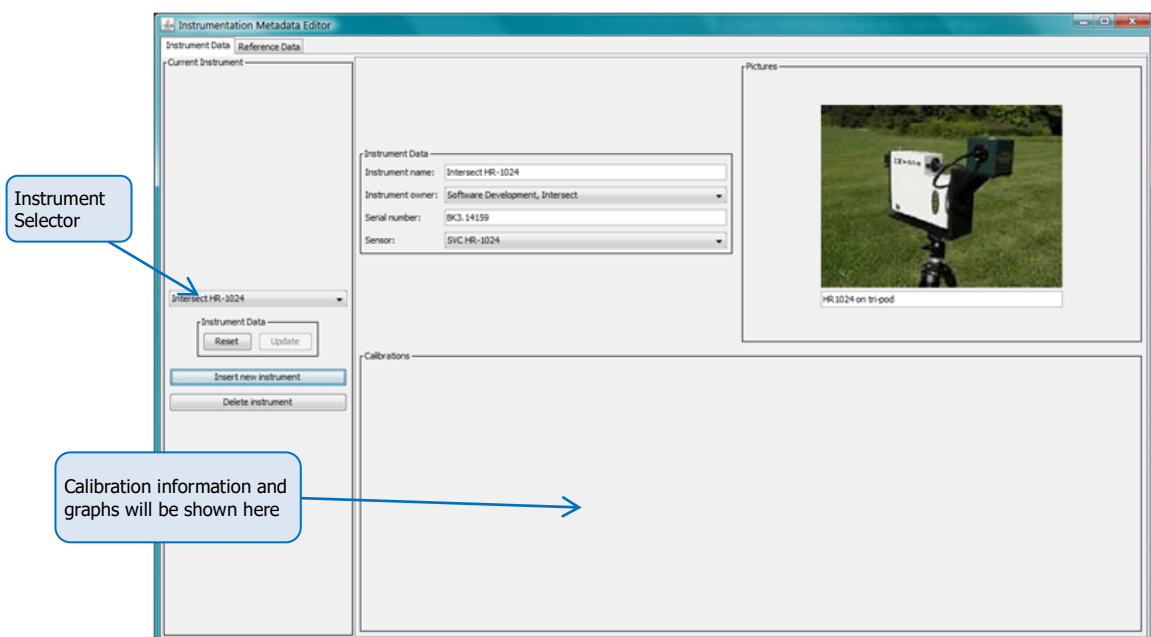 Instrumentation Metadata Editor
Instrument Data Reference Data
Current Instrument
Pictures
Instrument Data
Instrument name: Intersect HR-1024
Instrument owner: Software Development, Intersect
Serial number: BK3.14159
Sensor: SVC HR-1024
HR1024 on tri-pod
Instrument
Selector
Intersect HR-1024
Instrument Data
Reset Update
Insert new instrument
Delete instrument
Calibrations
Calibration information and
graphs will be shown here